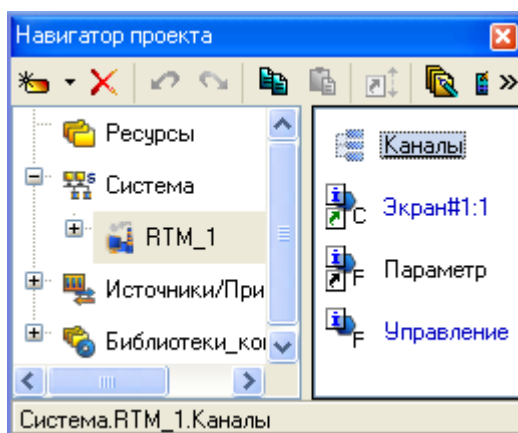 Навигатор проекта
Ресурсы
Система
RTM_1
Источники/При
Библиотеки_ко
Каналы
C Экран#1:1
F Параметр
F Управление
Система.RTM_1.Каналы